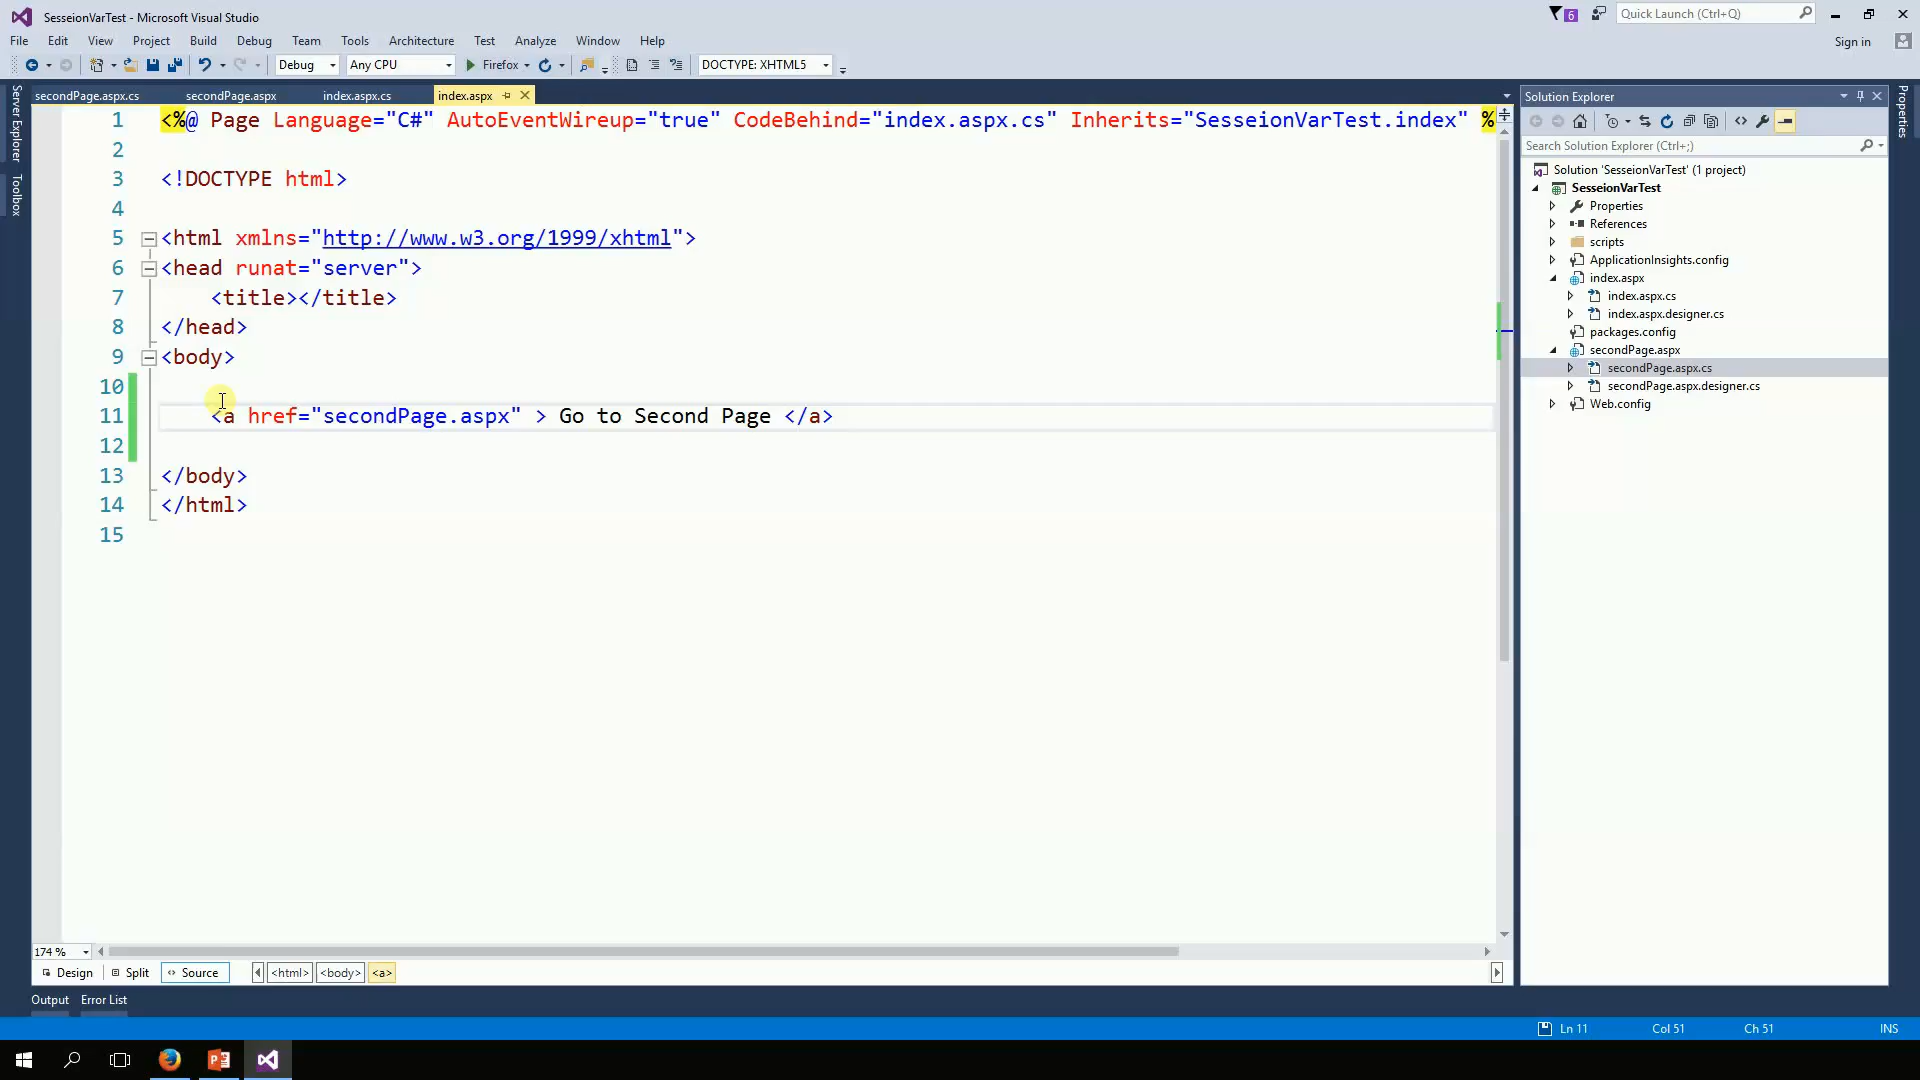 SesseionVarTest - Microsoft Visual Studio
6
Quick Launch (Ctrl+Q)
File Edit View Project Build Debug Team Tools Architecture Test Analyze Window Help
Sign in
Debug Any CPU Firefox DOCTYPE: XHTML5
Server Explorer
Toolbox
secondPage.aspx.cs secondPage.aspx index.aspx.cs index.aspx
1 <%@ Page Language="C#" AutoEventWireup="true" CodeBehind="index.aspx.cs" Inherits="SesseionVarTest.index" %
2
3 <!DOCTYPE html>
4
5 <html xmlns="http://www.w3.org/1999/xhtml">
6 <head runat="server">
7 <title></title>
8 </head>
9 <body>
10
11 <a href="secondPage.aspx" > Go to Second Page </a>
12
13 </body>
14 </html>
15
174 %
Design Split Source <html> <body> <a>
Output Error List
Solution Explorer
Search Solution Explorer (Ctrl+;)
Solution 'SesseionVarTest' (1 project)
SesseionVarTest
Properties
References
scripts
ApplicationInsights.config
index.aspx
index.aspx.cs
index.aspx.designer.cs
packages.config
secondPage.aspx
secondPage.aspx.cs
secondPage.aspx.designer.cs
Web.config
Properties
Ln 11 Col 51 Ch 51 INS